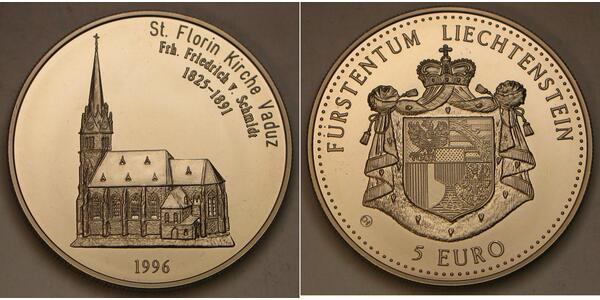 St. Florin Kirche Vaduz
Frh. Friedrich v. Schmidt
1825-1891
1996
FÜRSTENTUM LIECHTENSTEIN
5 EURO